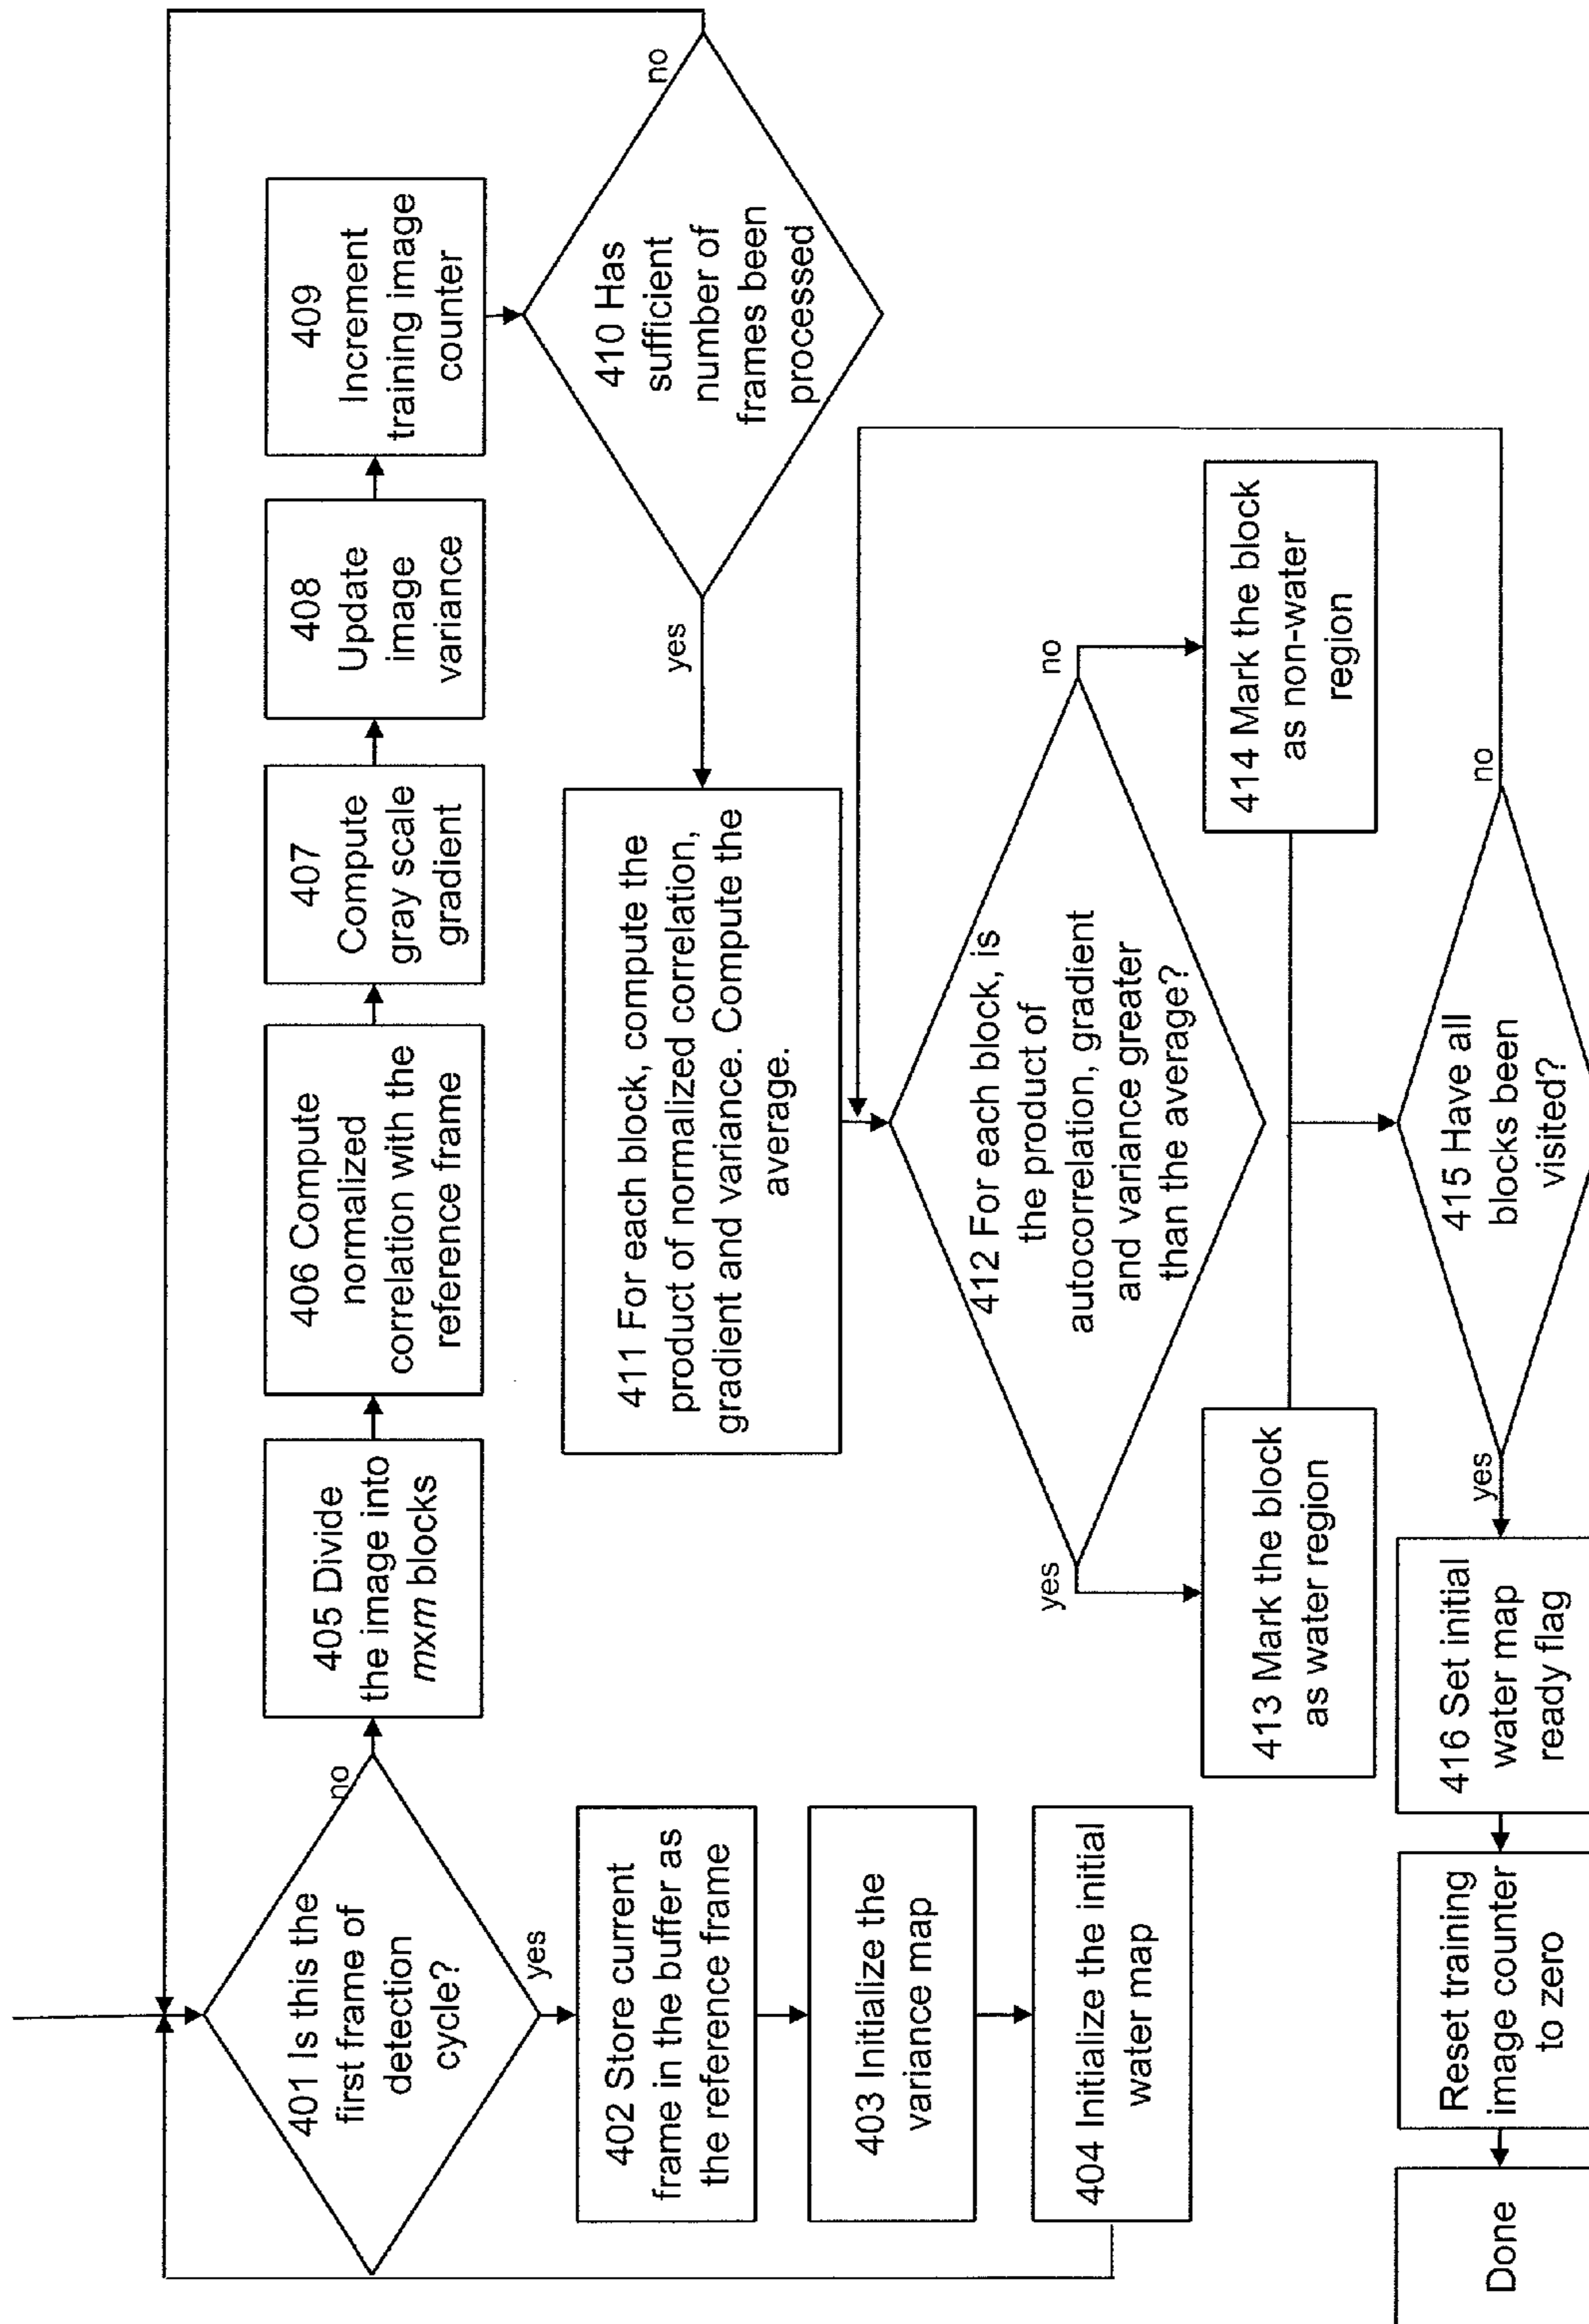 401 Is this the
first frame of
detection
cycle?
no
yes
402 Store current
frame in the buffer as
the reference frame
403 Initialize the
variance map
404 Initialize the initial
water map
405 Divide
the image into
mxm blocks
406 Compute
normalized
correlation with the
reference frame
407
Compute
gray scale
gradient
408
Update
image
variance
409
Increment
training image
counter
410 Has
sufficient
number of
frames been
processed
no
yes
411 For each block, compute the
product of normalized correlation,
gradient and variance. Compute the
average.
412 For each block, is
the product of
autocorrelation, gradient
and variance greater
than the average?
yes
no
413 Mark the block
as water region
414 Mark the block
as non-water
region
415 Have all
blocks been
visited?
no
yes
416 Set initial
water map
ready flag
Reset training
image counter
to zero
Done